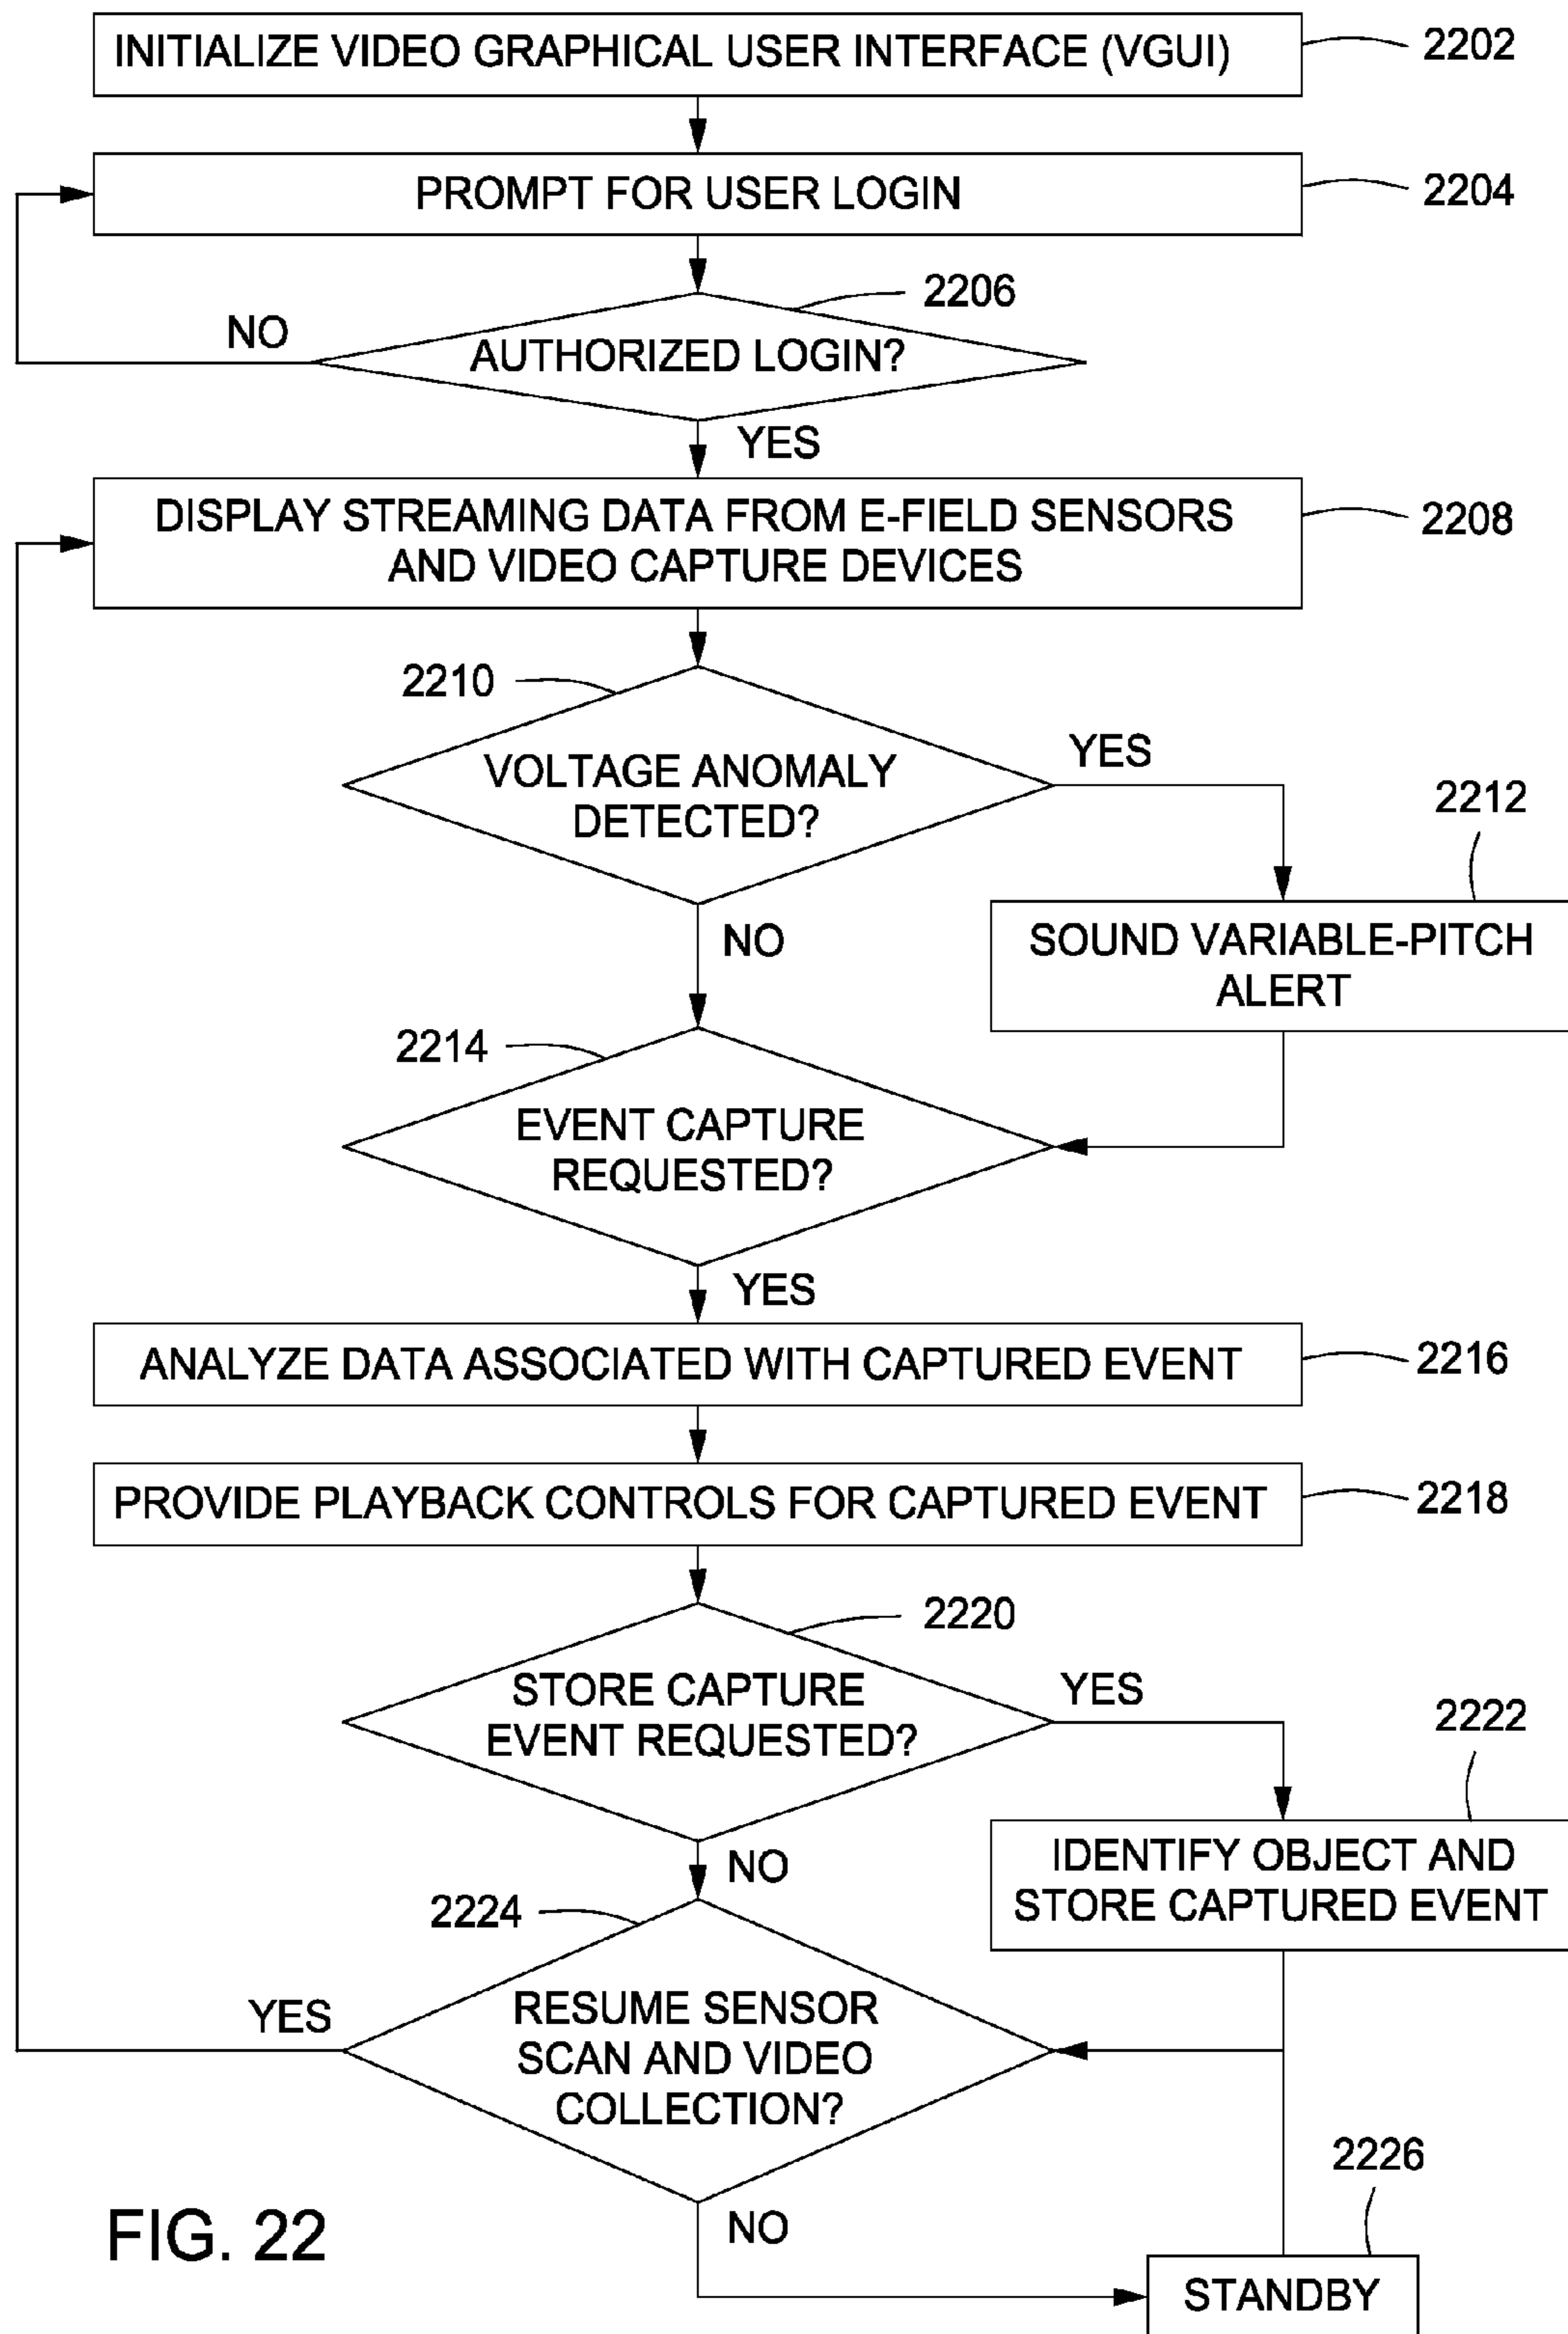 INITIALIZE VIDEO GRAPHICAL USER INTERFACE (VGUI)
2202
PROMPT FOR USER LOGIN
2204
2206
NO
AUTHORIZED LOGIN?
YES
DISPLAY STREAMING DATA FROM E-FIELD SENSORS
AND VIDEO CAPTURE DEVICES
2208
2210
VOLTAGE ANOMALY
DETECTED?
YES
2212
NO
SOUND VARIABLE-PITCH
ALERT
2214
EVENT CAPTURE
REQUESTED?
YES
ANALYZE DATA ASSOCIATED WITH CAPTURED EVENT
2216
PROVIDE PLAYBACK CONTROLS FOR CAPTURED EVENT
2218
2220
STORE CAPTURE
EVENT REQUESTED?
YES
2222
NO
IDENTIFY OBJECT AND
STORE CAPTURED EVENT
2224
YES
RESUME SENSOR
SCAN AND VIDEO
COLLECTION?
2226
NO
STANDBY
FIG. 22